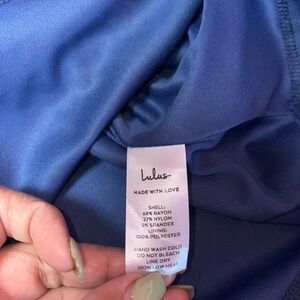 Lulus
MADE WITH LOVE
SHELL:
68% RAYON
27% NYLON
5% SPANDEX
LINING:
100% POLYESTER
HAND WASH COLD
DO NOT BLEACH
LINE DRY
IRON LOW HEAT